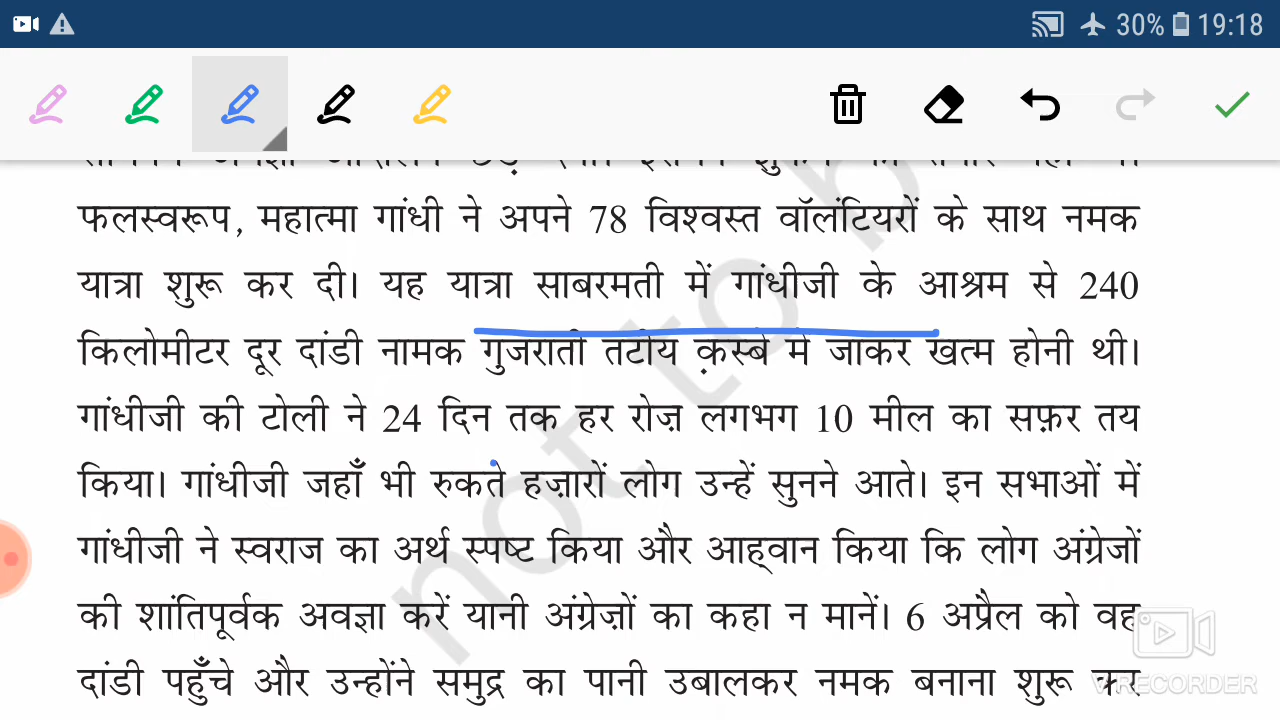 30% 19:18
फलस्वरूप, महात्मा गांधी ने अपने 78 विश्वस्त वॉलंटियरों के साथ नमक
यात्रा शुरू कर दी। यह यात्रा साबरमती में गांधीजी के आश्रम से 240
किलोमीटर दूर दांडी नामक गुजराती तटीय क़स्बे में जाकर खत्म होनी थी।
गांधीजी की टोली ने 24 दिन तक हर रोज़ लगभग 10 मील का सफ़र तय
किया। गांधीजी जहाँ भी रुकते हज़ारों लोग उन्हें सुनने आते। इन सभाओं में
गांधीजी ने स्वराज का अर्थ स्पष्ट किया और आह्वान किया कि लोग अंग्रेजों
की शांतिपूर्वक अवज्ञा करें यानी अंग्रेज़ों का कहा न मानें। 6 अप्रैल को वह
दांडी पहुँचे और उन्होंने समुद्र का पानी उबालकर नमक बनाना शुरू कर
not to b
V RECORDER